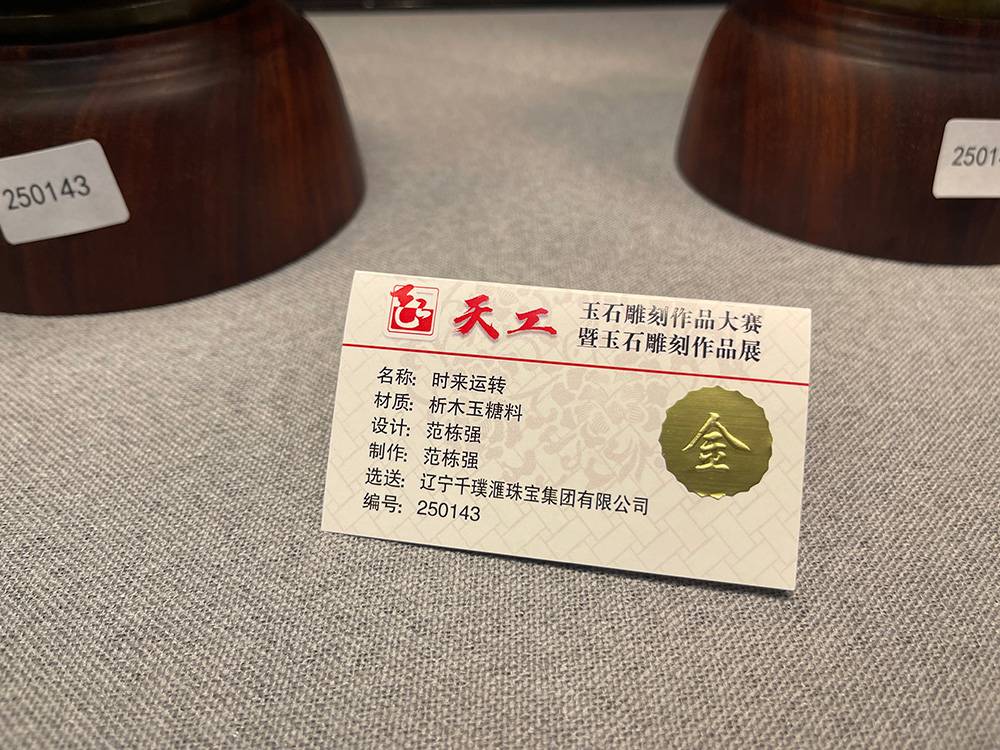 250143
25014
天工
玉石雕刻作品大赛
暨玉石雕刻作品展
名称: 时来运转
材质: 析木玉糖料
设计: 范栋强
制作: 范栋强
选送: 辽宁千璞滙珠宝集团有限公司
编号: 250143
金